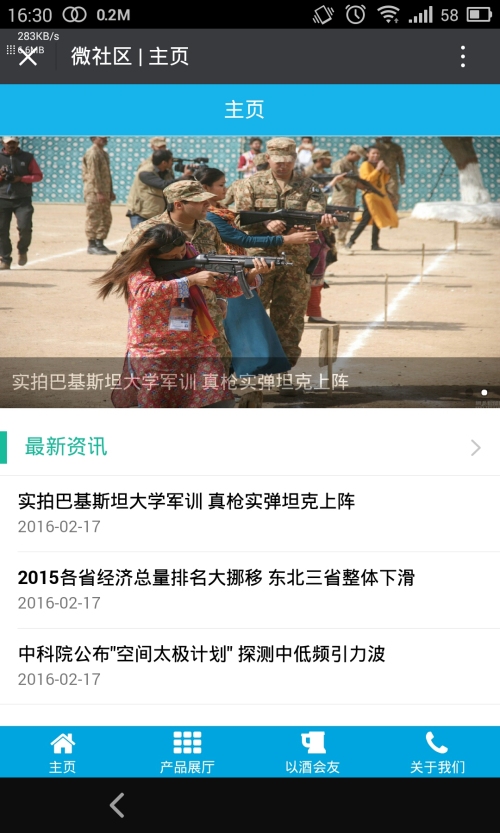 16:30 0.2M 58
283KB/s
6.6MB
微社区 | 主页
主页
实拍巴基斯坦大学军训 真枪实弹坦克上阵
最新资讯
实拍巴基斯坦大学军训 真枪实弹坦克上阵
2016-02-17
2015各省经济总量排名大挪移 东北三省整体下滑
2016-02-17
中科院公布"空间太极计划" 探测中低频引力波
2016-02-17
主页 产品展厅 以酒会友 关于我们